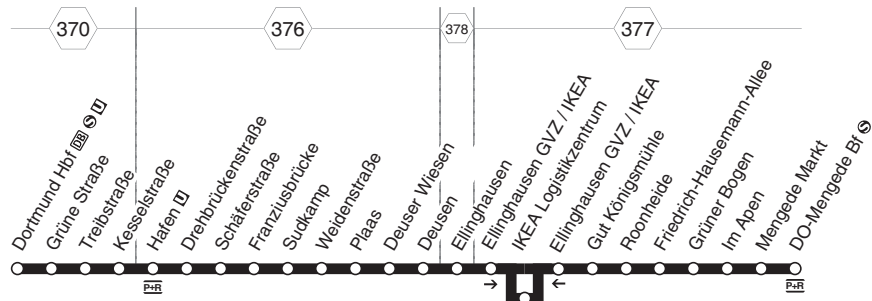 370 376 378 377
Dortmund Hbf DB S U
Grüne Straße
Treibstraße
Kesselstraße
Hafen U
Drehbrückenstraße
Schäferstraße
Franziusbrücke
Sudkamp
Weidenstraße
Plaas
Deuser Wiesen
Deusen
Ellinghausen
Ellinghausen GVZ / IKEA
IKEA Logistikzentrum
Ellinghausen GVZ / IKEA
Gut Königsmühle
Roonheide
Friedrich-Hausemann-Allee
Grüner Bogen
Im Apen
Mengede Markt
DO-Mengede Bf S
P+R → ← P+R